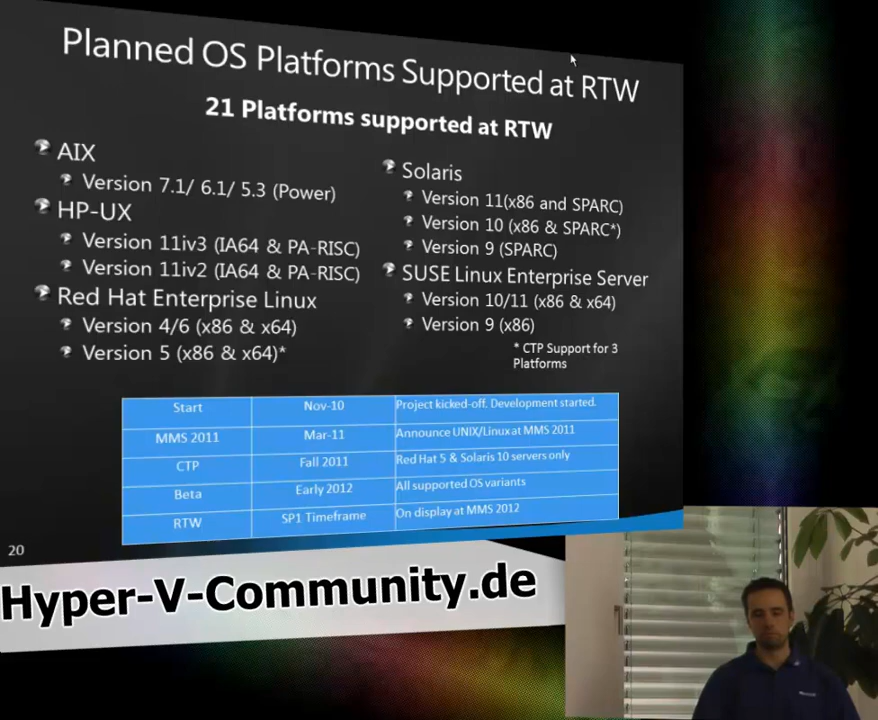 Planned OS Platforms Supported at RTW
21 Platforms supported at RTW
AIX
Version 7.1/ 6.1/ 5.3 (Power)
HP-UX
Version 11iv3 (IA64 & PA-RISC)
Version 11iv2 (IA64 & PA-RISC)
Red Hat Enterprise Linux
Version 4/6 (x86 & x64)
Version 5 (x86 & x64)*
Solaris
Version 11(x86 and SPARC)
Version 10 (x86 & SPARC*)
Version 9 (SPARC)
SUSE Linux Enterprise Server
Version 10/11 (x86 & x64)
Version 9 (x86)
* CTP Support for 3
Platforms
Start Nov-10 Project kicked-off. Development started.
MMS 2011 Mar-11 Announce UNIX/Linux at MMS 2011
CTP Fall 2011 Red Hat 5 & Solaris 10 servers only
Beta Early 2012 All supported OS variants
RTW SP1 Timeframe On display at MMS 2012
20
Hyper-V-Community.de